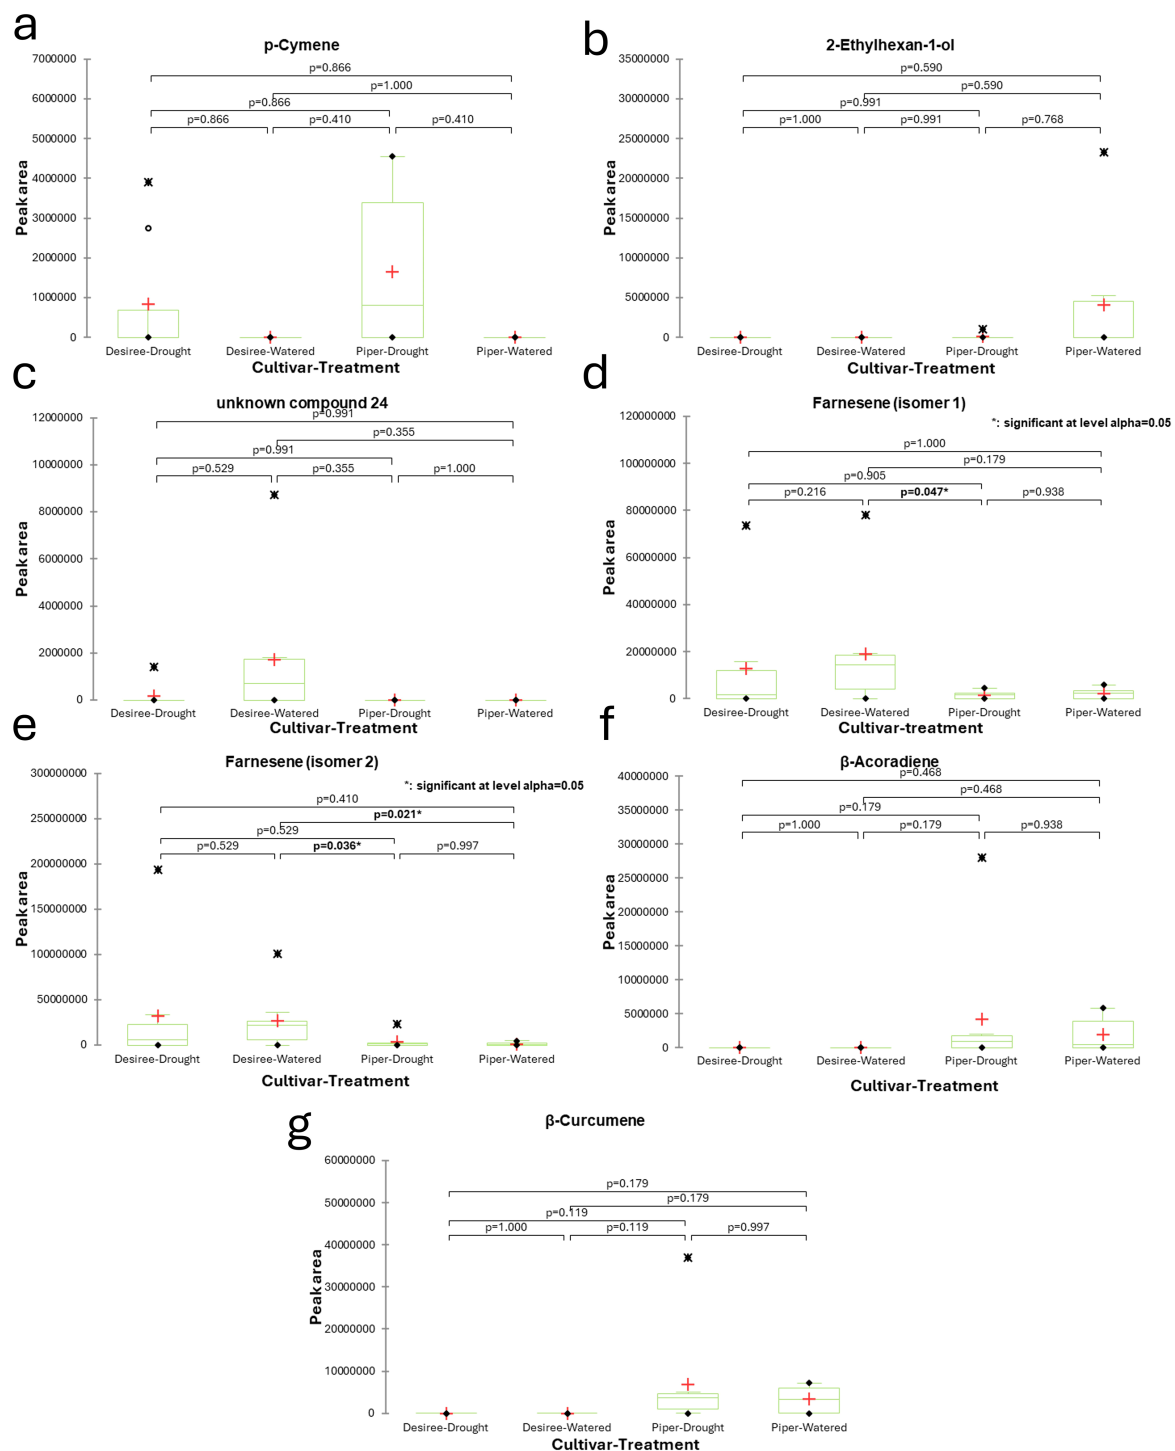 a
p-Cymene
7000000
6000000
5000000
4000000
3000000
2000000
1000000
0
Peak area
p=0.866
p=1.000
p=0.866
p=0.866 p=0.410 p=0.410
Desiree-Drought Desiree-Watered Piper-Drought Piper-Watered
Cultivar-Treatment
b
2-Ethylhexan-1-ol
35000000
30000000
25000000
20000000
15000000
10000000
5000000
0
Peak area
p=0.590
p=0.590
p=0.991
p=1.000 p=0.991 p=0.768
Desiree-Drought Desiree-Watered Piper-Drought Piper-Watered
Cultivar-Treatment
c
unknown compound 24
12000000
10000000
8000000
6000000
4000000
2000000
0
Peak area
p=0.991
p=0.355
p=0.991
p=0.529 p=0.355 p=1.000
Desiree-Drought Desiree-Watered Piper-Drought Piper-Watered
Cultivar-Treatment
d
Farnesene (isomer 1)
*: significant at level alpha=0.05
120000000
100000000
80000000
60000000
40000000
20000000
0
Peak area
p=1.000
p=0.179
p=0.905
p=0.216 p=0.047* p=0.938
Desiree-Drought Desiree-Watered Piper-Drought Piper-Watered
Cultivar-treatment
e
Farnesene (isomer 2)
*: significant at level alpha=0.05
300000000
250000000
200000000
150000000
100000000
50000000
0
Peak area
p=0.410
p=0.021*
p=0.529
p=0.529 p=0.036* p=0.997
Desiree-Drought Desiree-Watered Piper-Drought Piper-Watered
Cultivar-Treatment
f
β-Acoradiene
40000000
35000000
30000000
25000000
20000000
15000000
10000000
5000000
0
Peak area
p=0.468
p=0.468
p=0.179
p=1.000 p=0.179 p=0.938
Desiree-Drought Desiree-Watered Piper-Drought Piper-Watered
Cultivar-Treatment
g
β-Curcumene
60000000
50000000
40000000
30000000
20000000
10000000
0
Peak area
p=0.179
p=0.179
p=0.119
p=1.000 p=0.119 p=0.997
Desiree-Drought Desiree-Watered Piper-Drought Piper-Watered
Cultivar-Treatment